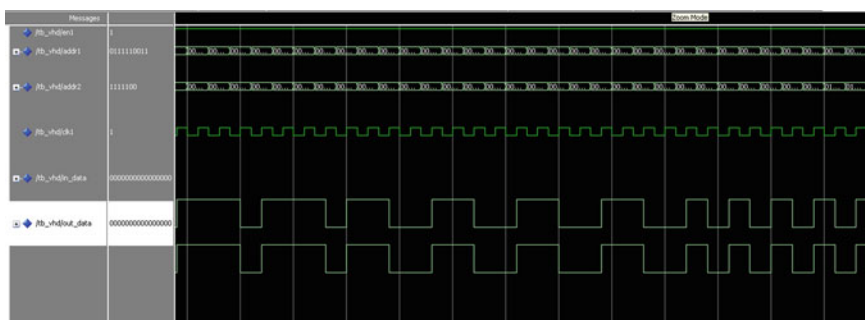 Messages
Zoom Mode
/tb_vhd/en1 1
/tb_vhd/addr1 0111110011
/tb_vhd/addr2 1111100
/tb_vhd/clk1 1
/tb_vhd/in_data 0000000000000000
/tb_vhd/out_data 0000000000000000